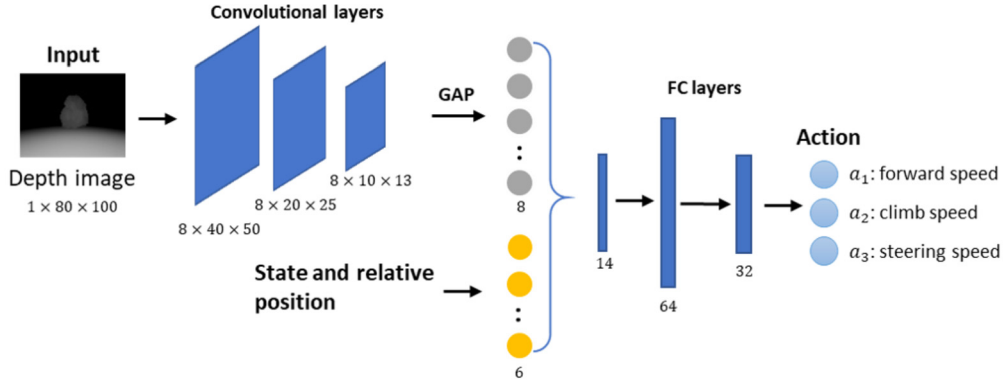 Convolutional layers
Input
Depth image
1 × 80 × 100
8 × 40 × 50
8 × 20 × 25
8 × 10 × 13
GAP
8
State and relative
position
6
FC layers
14
64
32
Action
a₁: forward speed
a₂: climb speed
a₃: steering speed